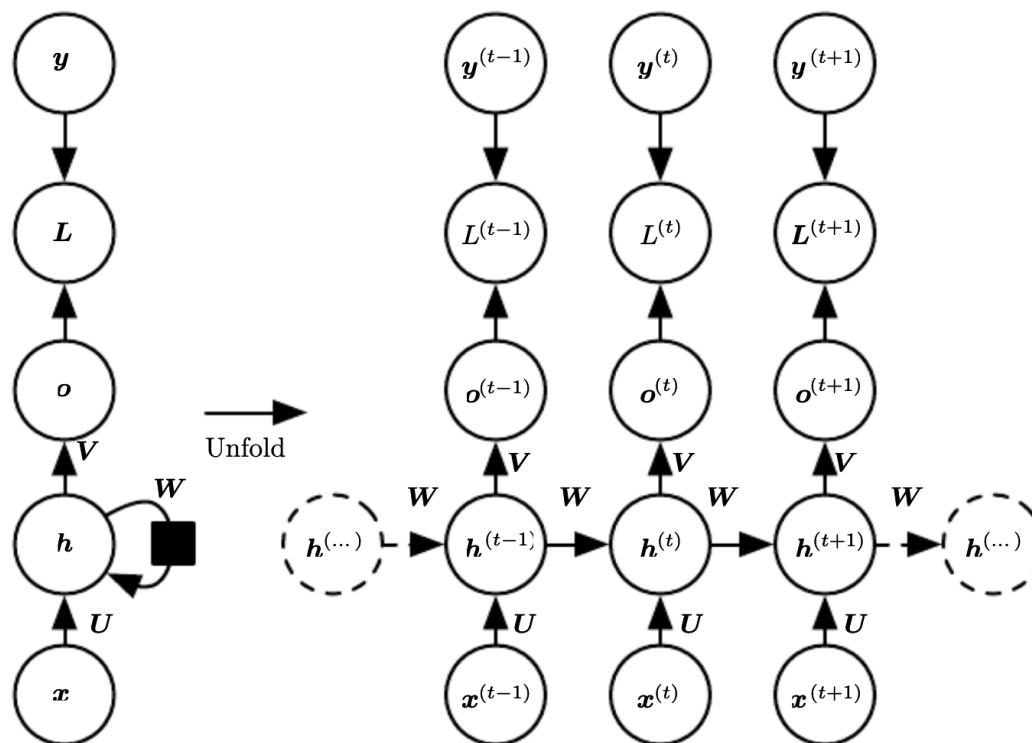 y y^(t−1) y^(t) y^(t+1)
L L^(t−1) L^(t) L^(t+1)
o o^(t−1) o^(t) o^(t+1)
Unfold
V V V V
W W W W W
h h^(...) h^(t−1) h^(t) h^(t+1) h^(...)
U U U U
x x^(t−1) x^(t) x^(t+1)